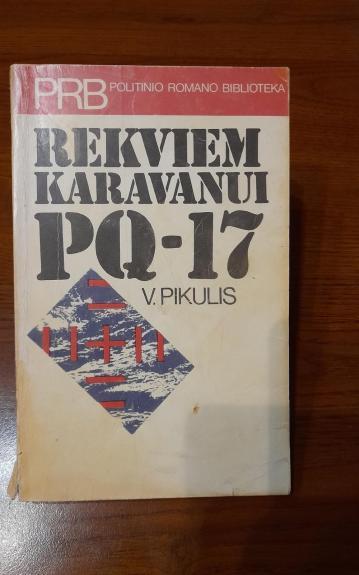 PRB POLITINIO ROMANO BIBLIOTEKA
REKVIEM
KARAVANUI
PQ-17
V. PIKULIS